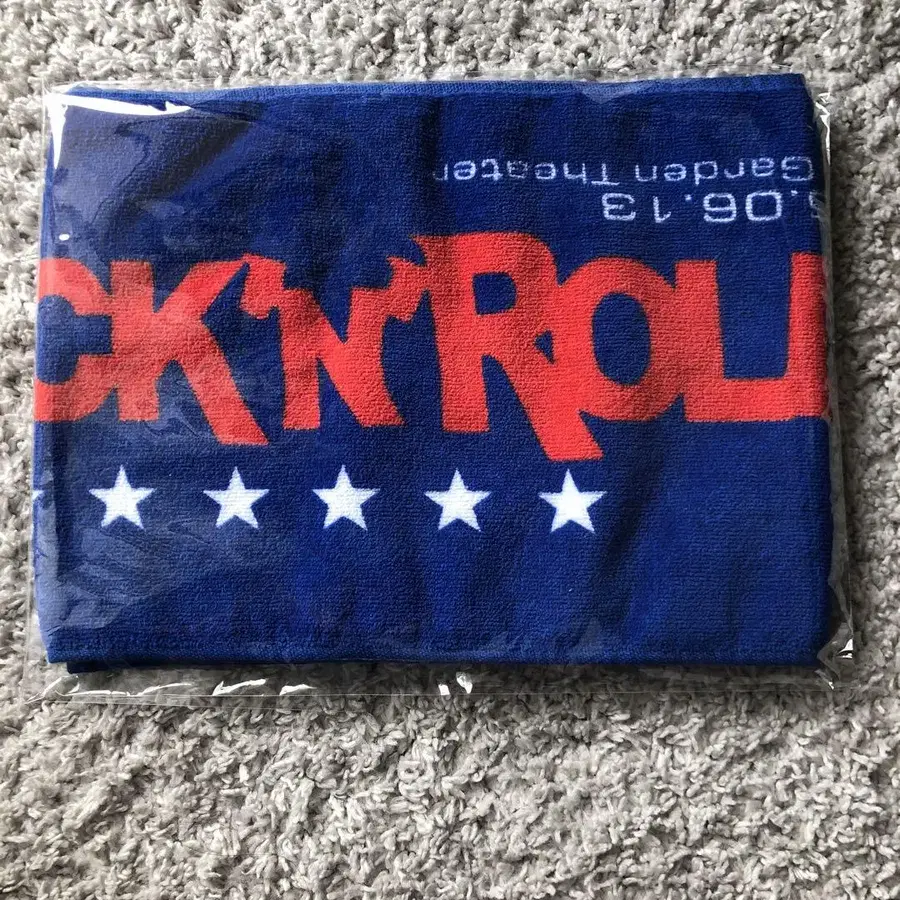 CK'N'ROLL
.06.13
Garden Theater